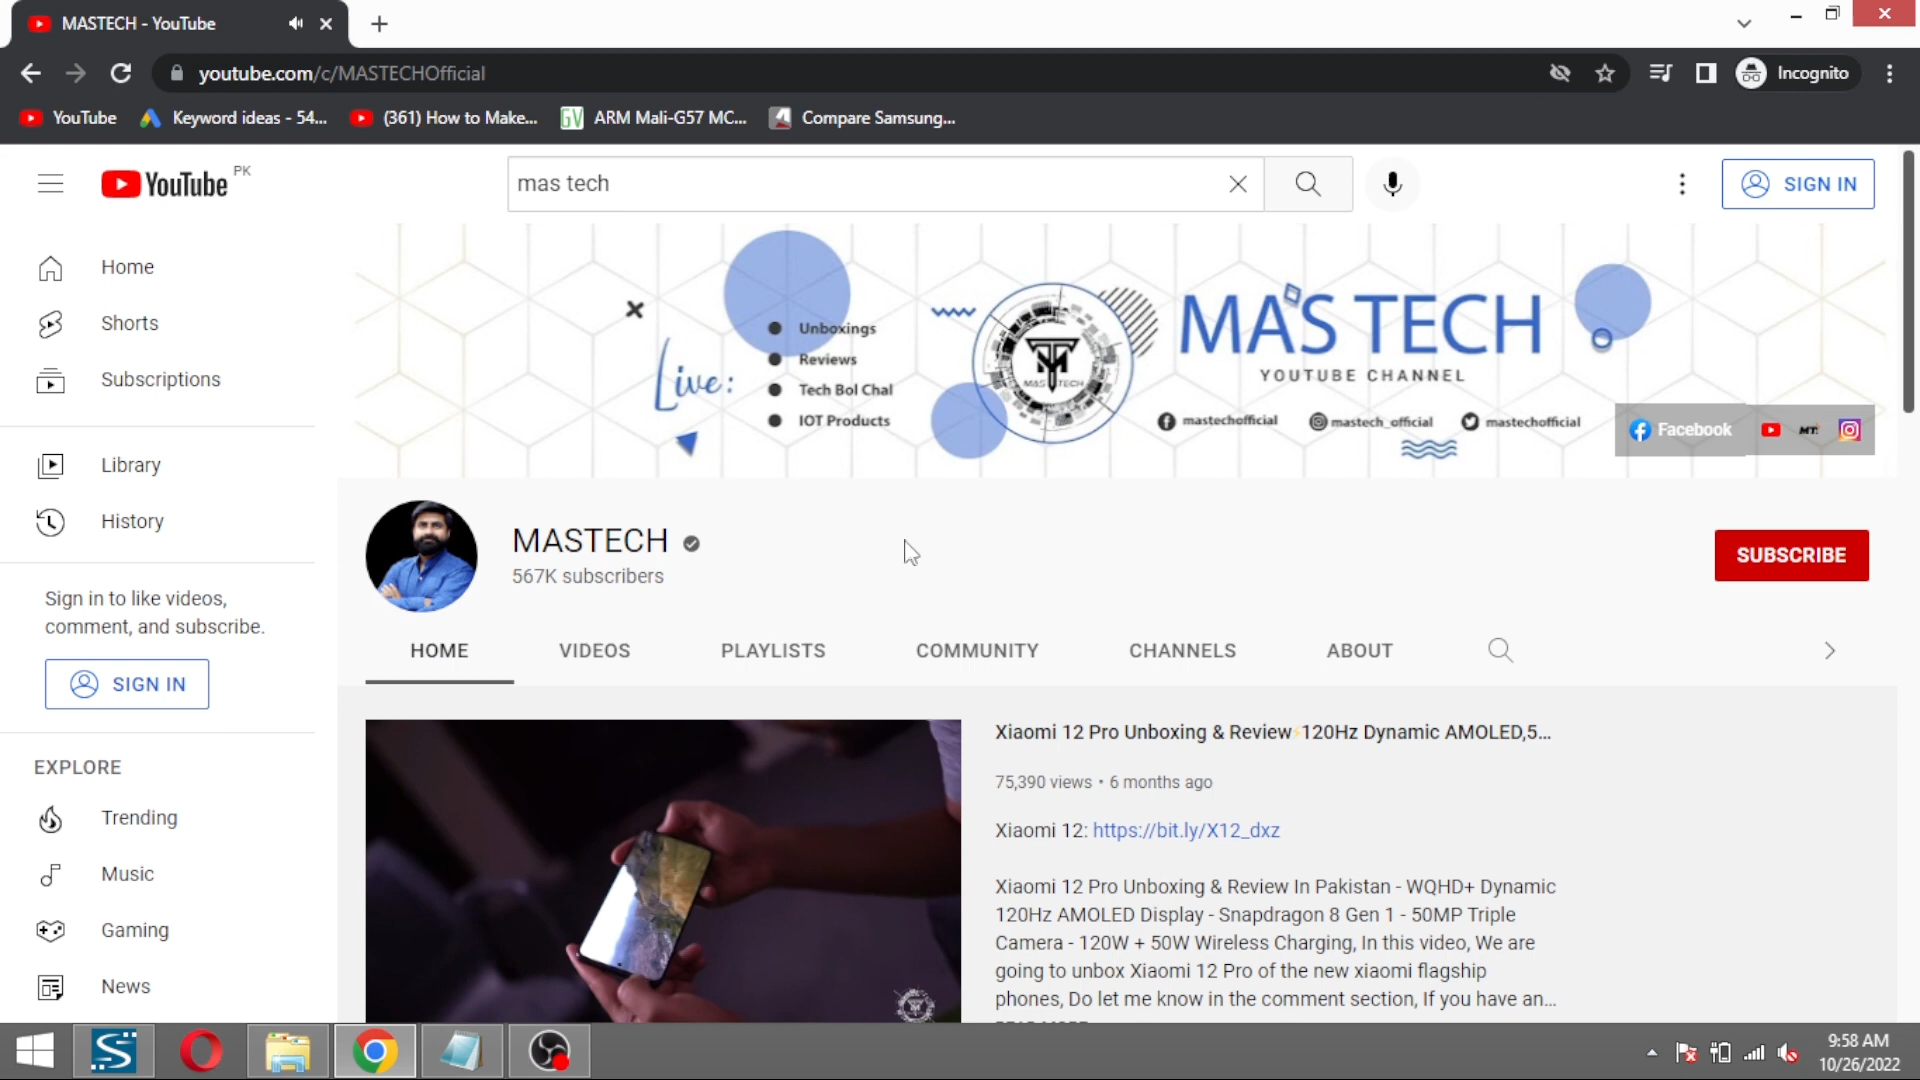 MASTECH - YouTube
youtube.com/c/MASTECHOfficial
Incognito
YouTube
Keyword ideas - 54...
(361) How to Make...
GV
ARM Mali-G57 MC...
Compare Samsung...
YouTube PK
mas tech
SIGN IN
Home
Shorts
Subscriptions
Library
History
Sign in to like videos,
comment, and subscribe.
SIGN IN
EXPLORE
Trending
Music
Gaming
News
Live:
Unboxings
Reviews
Tech Bol Chal
IOT Products
MAS TECH
MAS TECH
YOUTUBE CHANNEL
mastechofficial
mastech_official
mastechofficial
Facebook
MT.
MASTECH
567K subscribers
SUBSCRIBE
HOME
VIDEOS
PLAYLISTS
COMMUNITY
CHANNELS
ABOUT
Xiaomi 12 Pro Unboxing & Review⚡120Hz Dynamic AMOLED,5...
75,390 views • 6 months ago
Xiaomi 12: https://bit.ly/X12_dxz
Xiaomi 12 Pro Unboxing & Review In Pakistan - WQHD+ Dynamic
120Hz AMOLED Display - Snapdragon 8 Gen 1 - 50MP Triple
Camera - 120W + 50W Wireless Charging, In this video, We are
going to unbox Xiaomi 12 Pro of the new xiaomi flagship
phones, Do let me know in the comment section, If you have an...
9:58 AM
10/26/2022